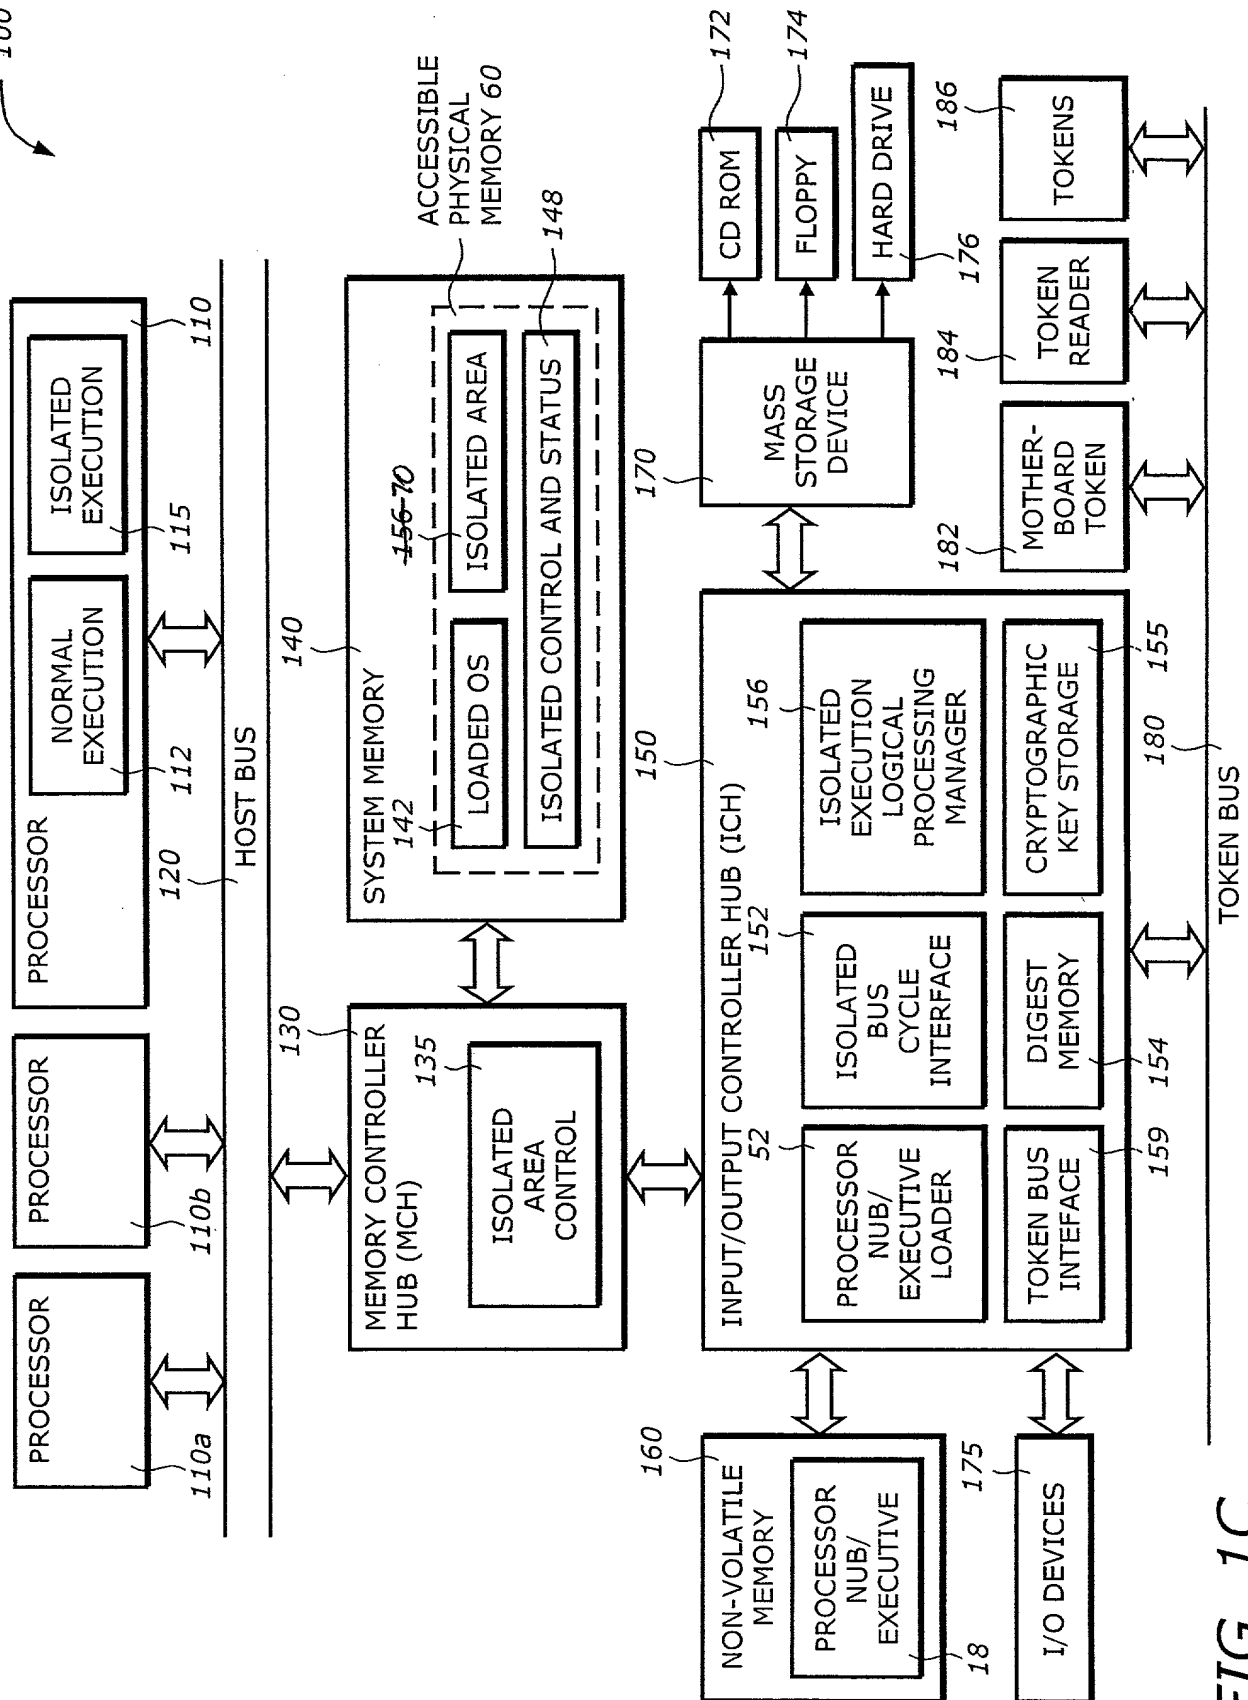 100
PROCESSOR
110a
PROCESSOR
110b
PROCESSOR
NORMAL
EXECUTION
112
ISOLATED
EXECUTION
115
110
120
HOST BUS
MEMORY CONTROLLER
HUB (MCH)
130
135
ISOLATED
AREA
CONTROL
140
SYSTEM MEMORY
142
LOADED OS
156 70
ISOLATED AREA
ISOLATED CONTROL AND STATUS
148
ACCESSIBLE
PHYSICAL
MEMORY 60
150
INPUT/OUTPUT CONTROLLER HUB (ICH)
52
PROCESSOR
NUB/
EXECUTIVE
LOADER
152
ISOLATED
BUS
CYCLE
INTERFACE
156
ISOLATED
EXECUTION
LOGICAL
PROCESSING
MANAGER
TOKEN BUS
INTEFACE
159
DIGEST
MEMORY
154
CRYPTOGRAPHIC
KEY STORAGE
155
160
NON-VOLATILE
MEMORY
PROCESSOR
NUB/
EXECUTIVE
18
175
I/O DEVICES
170
MASS
STORAGE
DEVICE
CD ROM
172
FLOPPY
174
HARD DRIVE
176
182
MOTHER-
BOARD
TOKEN
184
TOKEN
READER
186
TOKENS
180
TOKEN BUS
FIG. 1C